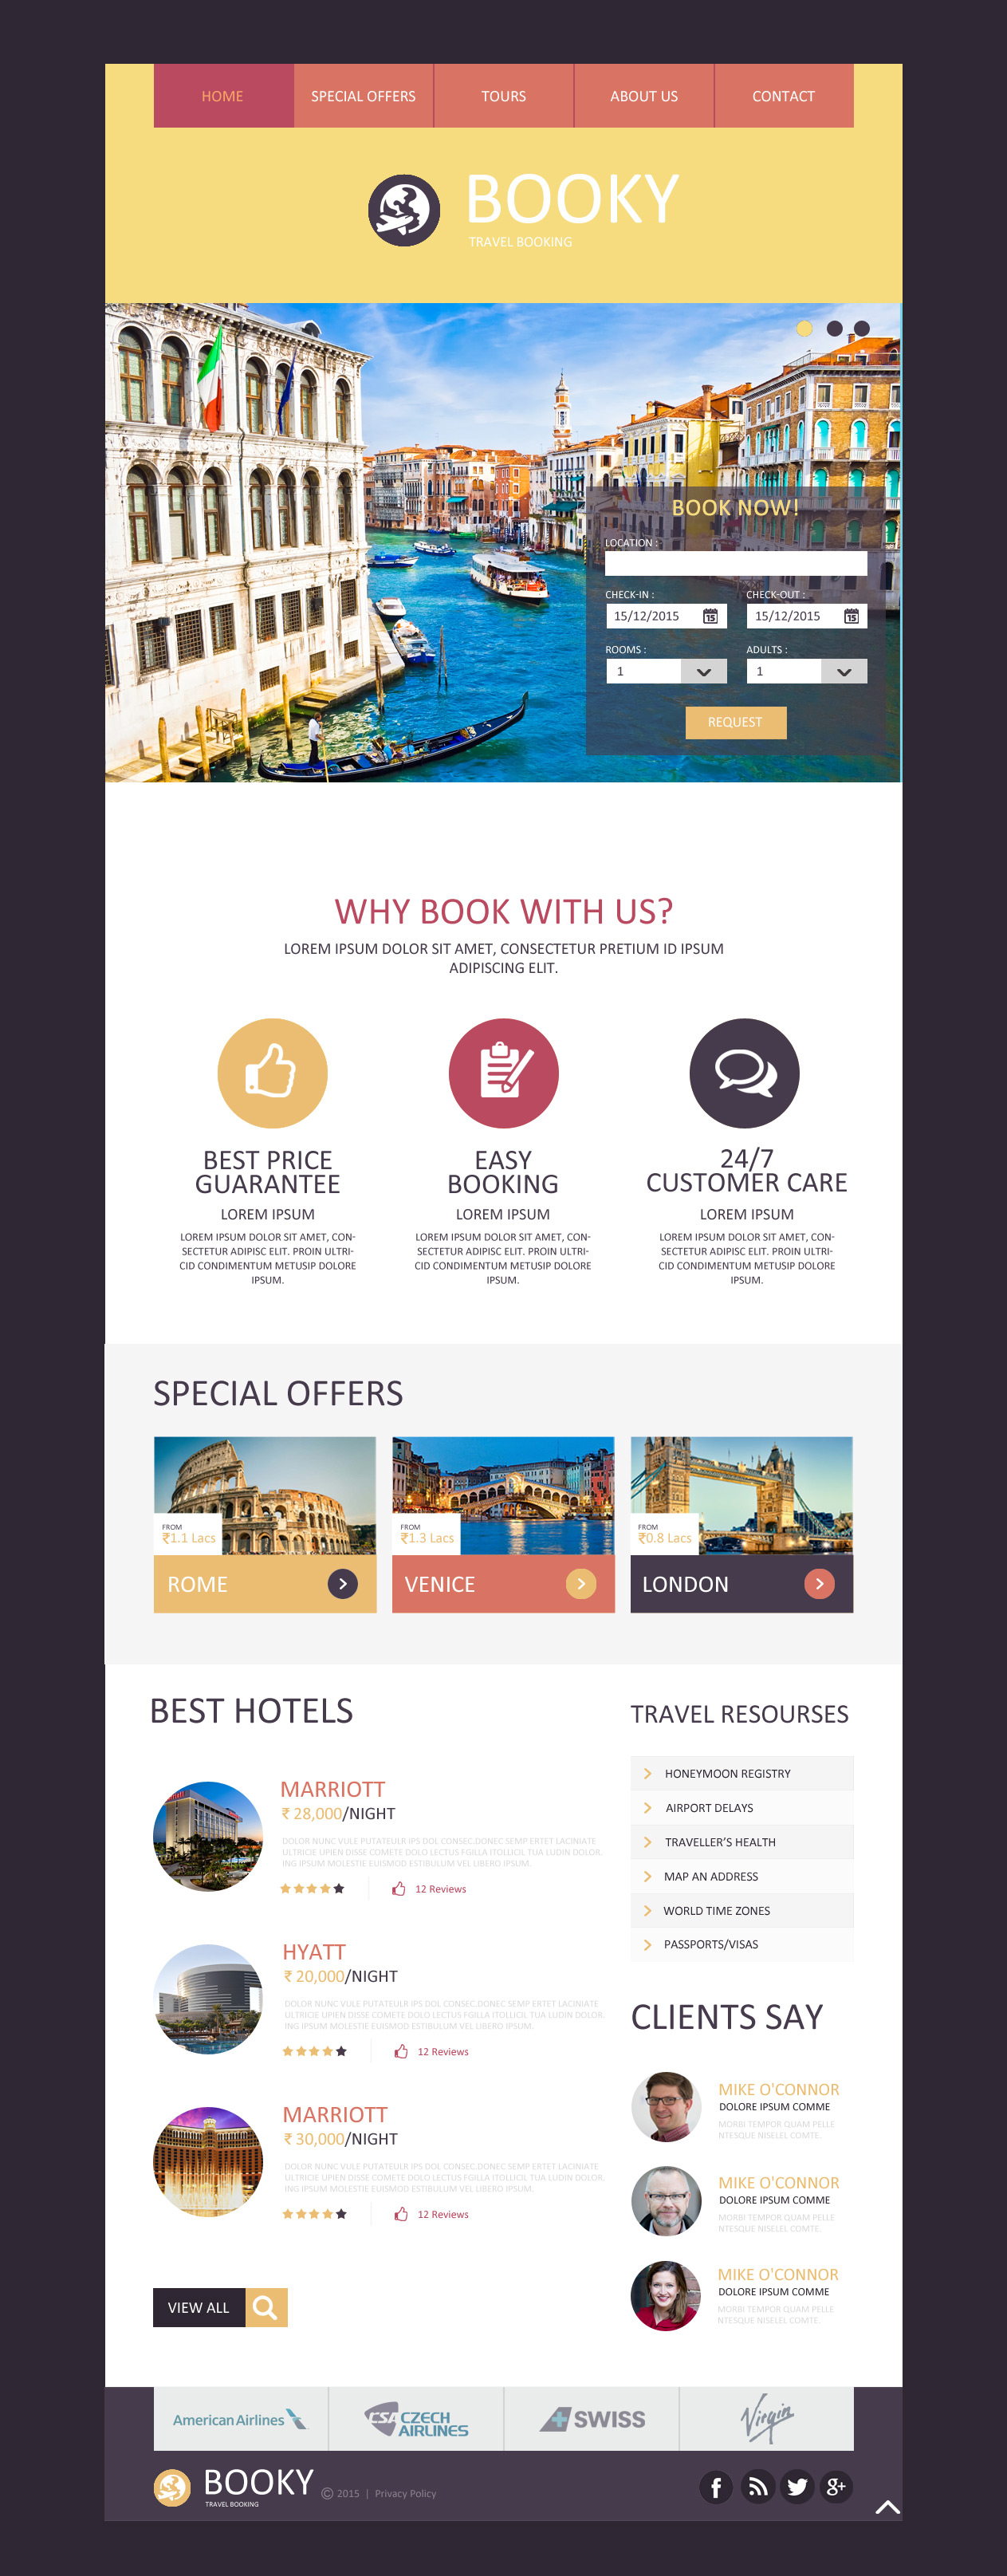 HOME
SPECIAL OFFERS
TOURS
ABOUT US
CONTACT
BOOKY
TRAVEL BOOKING
BOOK NOW!
LOCATION :
CHECK-IN :
CHECK-OUT :
15/12/2015
15
15/12/2015
15
ROOMS :
ADULTS :
1
1
REQUEST
WHY BOOK WITH US?
LOREM IPSUM DOLOR SIT AMET, CONSECTETUR PRETIUM ID IPSUM
ADIPISCING ELIT.
BEST PRICE
GUARANTEE
LOREM IPSUM
LOREM IPSUM DOLOR SIT AMET, CON-
SECTETUR ADIPISC ELIT. PROIN ULTRI-
CID CONDIMENTUM METUSIP DOLORE
IPSUM.
EASY
BOOKING
LOREM IPSUM
LOREM IPSUM DOLOR SIT AMET, CON-
SECTETUR ADIPISC ELIT. PROIN ULTRI-
CID CONDIMENTUM METUSIP DOLORE
IPSUM.
24/7
CUSTOMER CARE
LOREM IPSUM
LOREM IPSUM DOLOR SIT AMET, CON-
SECTETUR ADIPISC ELIT. PROIN ULTRI-
CID CONDIMENTUM METUSIP DOLORE
IPSUM.
SPECIAL OFFERS
FROM
₹1.1 Lacs
ROME
FROM
₹1.3 Lacs
VENICE
FROM
₹0.8 Lacs
LONDON
BEST HOTELS
MARRIOTT
₹ 28,000/NIGHT
DOLOR NUNC VULE PUTATEULR IPS DOL CONSEC.DONEC SEMP ERTET LACINIATE
ULTRICIE UPIEN DISSE COMETE DOLO LECTUS FGILLA ITOLLICIL TUA LUDIN DOLOR.
ING IPSUM MOLESTIE EUISMOD ESTIBULUM VEL LIBERO IPSUM.
12 Reviews
HYATT
₹ 20,000/NIGHT
DOLOR NUNC VULE PUTATEULR IPS DOL CONSEC.DONEC SEMP ERTET LACINIATE
ULTRICIE UPIEN DISSE COMETE DOLO LECTUS FGILLA ITOLLICIL TUA LUDIN DOLOR.
ING IPSUM MOLESTIE EUISMOD ESTIBULUM VEL LIBERO IPSUM.
12 Reviews
MARRIOTT
₹ 30,000/NIGHT
DOLOR NUNC VULE PUTATEULR IPS DOL CONSEC.DONEC SEMP ERTET LACINIATE
ULTRICIE UPIEN DISSE COMETE DOLO LECTUS FGILLA ITOLLICIL TUA LUDIN DOLOR.
ING IPSUM MOLESTIE EUISMOD ESTIBULUM VEL LIBERO IPSUM.
12 Reviews
VIEW ALL
TRAVEL RESOURSES
HONEYMOON REGISTRY
AIRPORT DELAYS
TRAVELLER'S HEALTH
MAP AN ADDRESS
WORLD TIME ZONES
PASSPORTS/VISAS
CLIENTS SAY
MIKE O'CONNOR
DOLORE IPSUM COMME
MORBI TEMPOR QUAM PELLE
NTESQUE NISELEL COMTE.
MIKE O'CONNOR
DOLORE IPSUM COMME
MORBI TEMPOR QUAM PELLE
NTESQUE NISELEL COMTE.
MIKE O'CONNOR
DOLORE IPSUM COMME
MORBI TEMPOR QUAM PELLE
NTESQUE NISELEL COMTE.
American Airlines
CSA CZECH
AIRLINES
SWISS
Virgin
BOOKY
TRAVEL BOOKING
© 2015 | Privacy Policy
f
g+